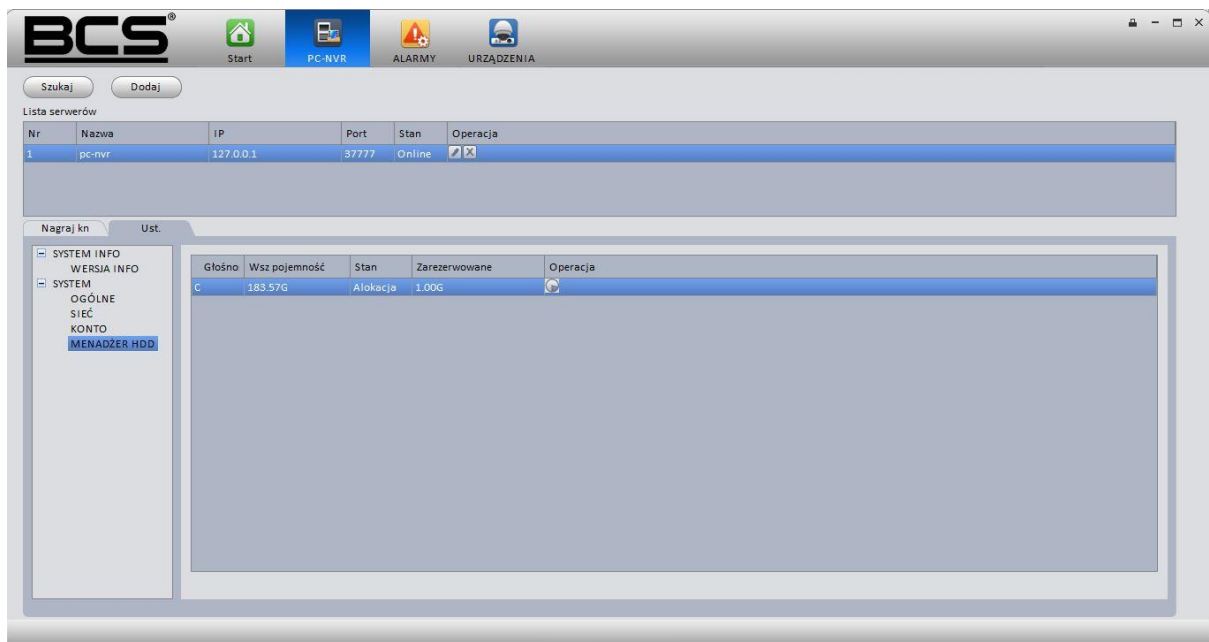 BCS®
Start PC-NVR ALARMY URZĄDZENIA
Szukaj Dodaj
Lista serwerów
Nr Nazwa IP Port Stan Operacja
1 pc-nvr 127.0.0.1 37777 Online
Nagraj kn Ust.
SYSTEM INFO
WERSJA INFO
SYSTEM
OGÓLNE
SIEĆ
KONTO
MENADŻER HDD
Głośno Wsz pojemność Stan Zarezerwowane Operacja
C 183.57G Alokacja 1.00G